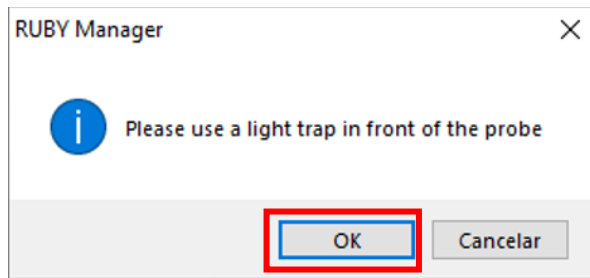 RUBY Manager
Please use a light trap in front of the probe
OK Cancelar